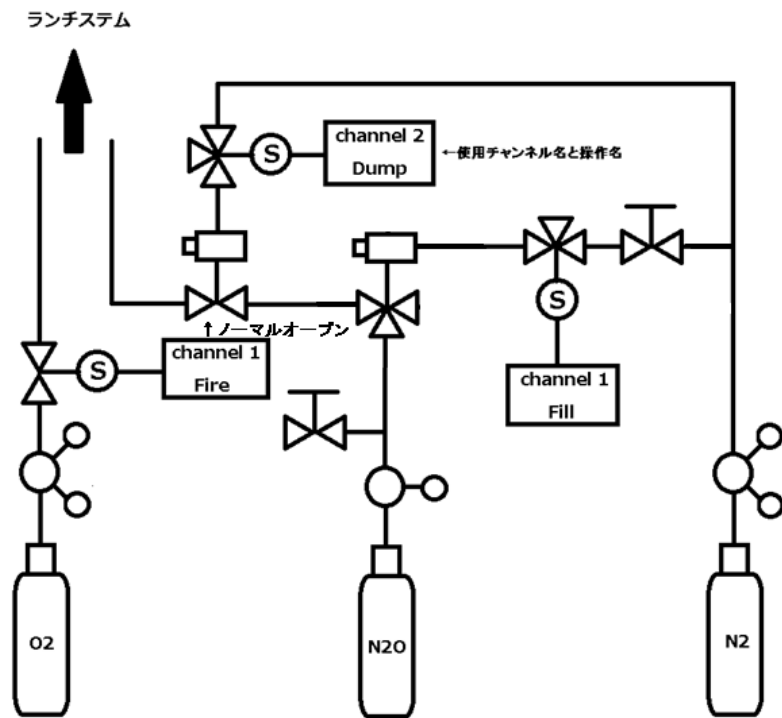 ランチステム
channel 2
Dump
←使用チャンネル名と操作名
S
S
↑ノーマルオープン
channel 1
Fire
S
channel 1
Fill
O2
N2O
N2